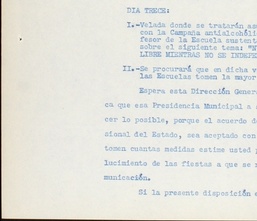 DIA TRECE:
I.-Velada donde se tratarán as
con la Campaña antialcohóli
fesor de la Escuela sustent
sobre el siguiente tema: "N
LIBRE MIENTRAS NO SE INDEPE
II.-Se procurará que en dicha v
las Escuelas tomen la mayor
Espera esta Dirección Genera
ca que esa Presidencia Municipal a s
cer lo posible, porque el acuerdo de
sional del Estado, sea aceptado con
tomen cuantas medidas estime usted p
lucimiento de las fiestas a que se r
municación.
Si la presente disposición e